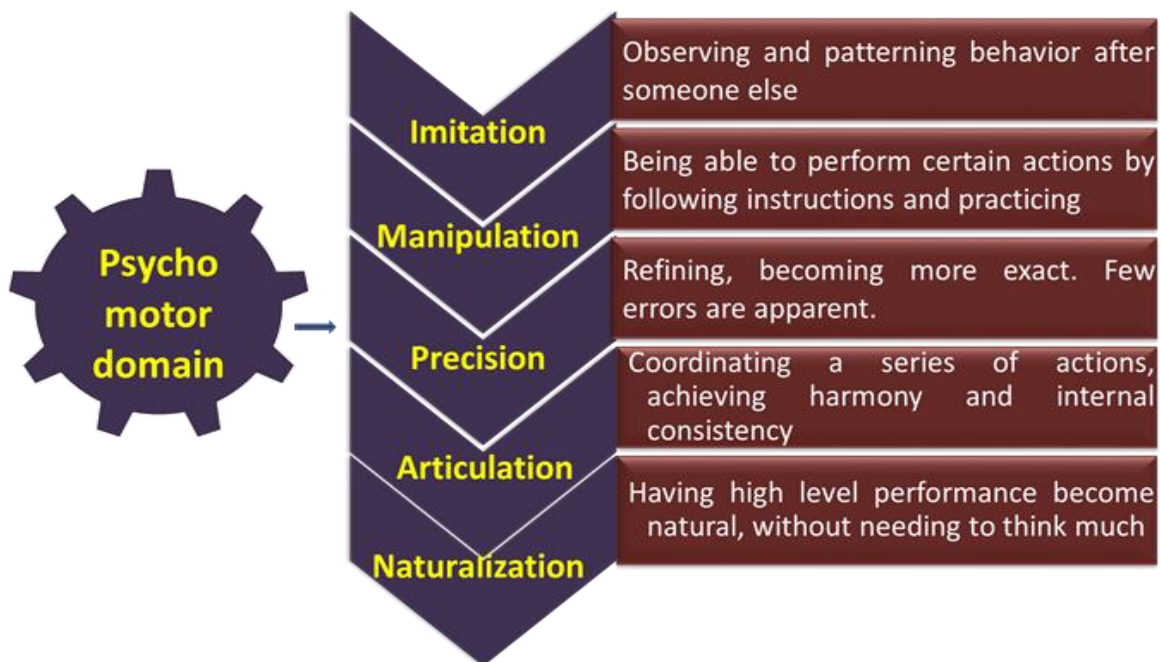 Psycho
motor
domain
Imitation
Observing and patterning behavior after
someone else
Manipulation
Being able to perform certain actions by
following instructions and practicing
Precision
Refining, becoming more exact. Few
errors are apparent.
Articulation
Coordinating a series of actions,
achieving harmony and internal
consistency
Naturalization
Having high level performance become
natural, without needing to think much